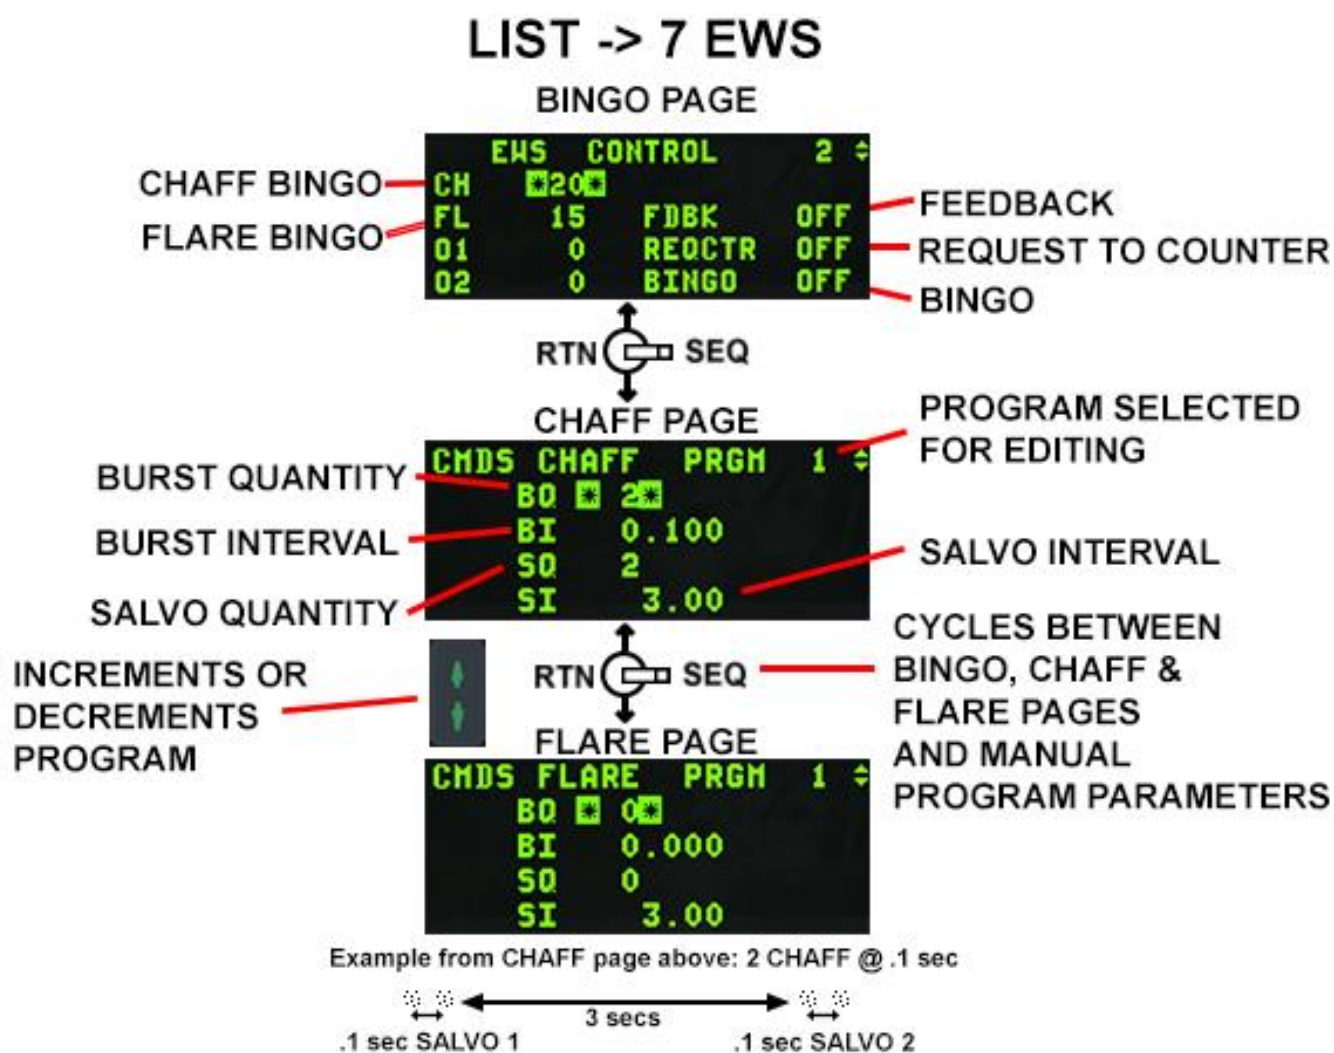 LIST -> 7 EWS
BINGO PAGE
EWS CONTROL 2
CHAFF BINGO
CH *20*
FLARE BINGO
FL 15 FDBK OFF
FEEDBACK
O1 0 REQCTR OFF
REQUEST TO COUNTER
O2 0 BINGO OFF
BINGO
RTN SEQ
CHAFF PAGE
PROGRAM SELECTED
FOR EDITING
CMDS CHAFF PRGM 1
BURST QUANTITY
BQ * 2*
BURST INTERVAL
BI 0.100
SALVO QUANTITY
SQ 2
SALVO INTERVAL
SI 3.00
INCREMENTS OR
DECREMENTS
PROGRAM
RTN SEQ
CYCLES BETWEEN
BINGO, CHAFF &
FLARE PAGES
AND MANUAL
PROGRAM PARAMETERS
FLARE PAGE
CMDS FLARE PRGM 1
BQ * 0*
BI 0.000
SQ 0
SI 3.00
Example from CHAFF page above: 2 CHAFF @ .1 sec
3 secs
.1 sec SALVO 1
.1 sec SALVO 2